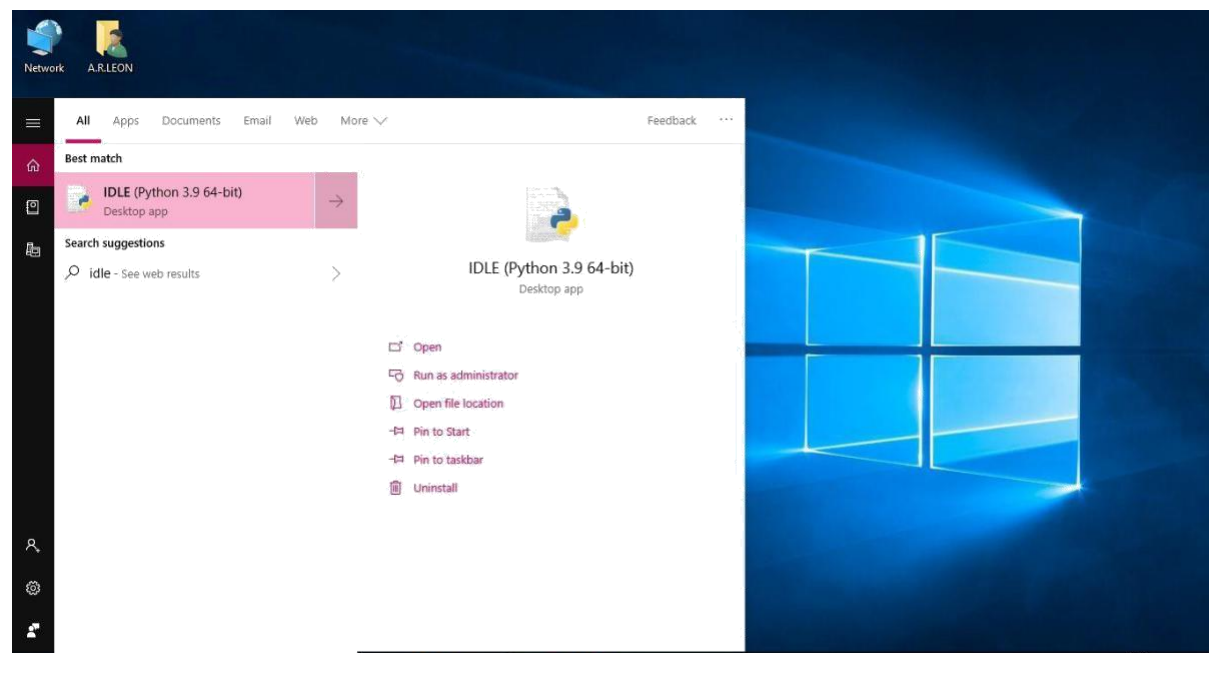 Network A.R.LEON
All Apps Documents Email Web More Feedback ...
Best match
IDLE (Python 3.9 64-bit)
Desktop app
Search suggestions
idle - See web results
IDLE (Python 3.9 64-bit)
Desktop app
Open
Run as administrator
Open file location
Pin to Start
Pin to taskbar
Uninstall